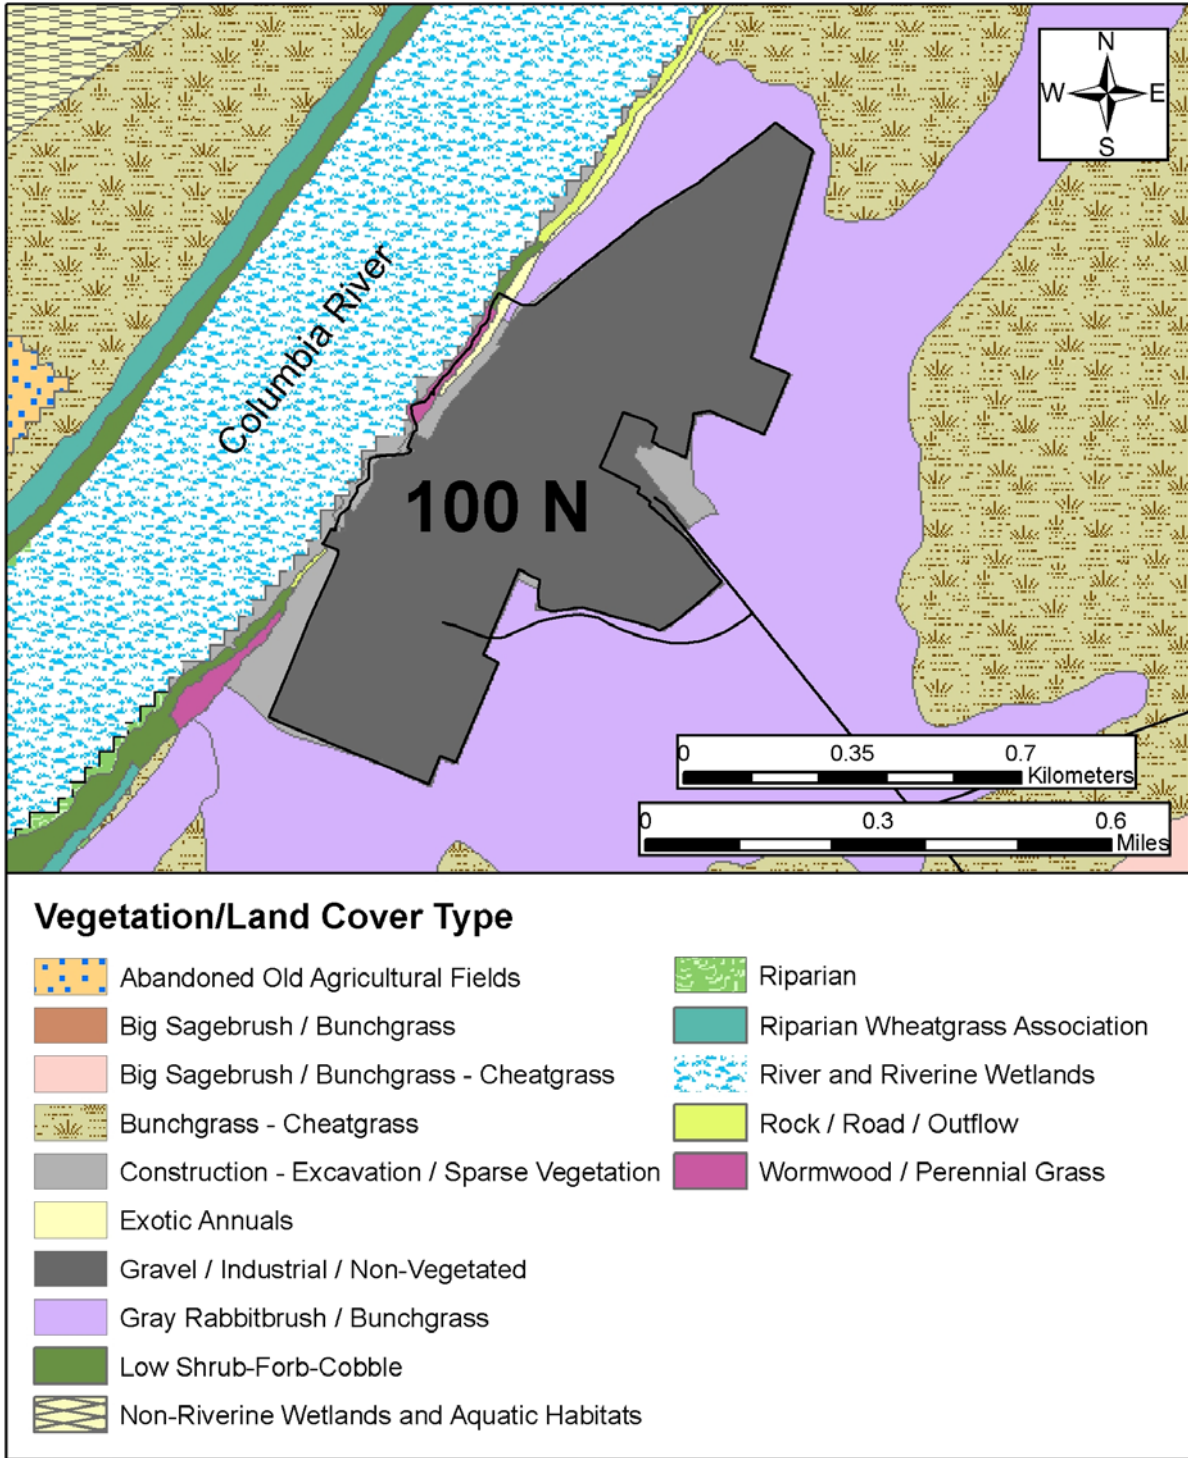 N
W E
S
Columbia River
100 N
0 0.35 0.7
Kilometers
0 0.3 0.6
Miles
Vegetation/Land Cover Type
Abandoned Old Agricultural Fields
Big Sagebrush / Bunchgrass
Big Sagebrush / Bunchgrass - Cheatgrass
Bunchgrass - Cheatgrass
Construction - Excavation / Sparse Vegetation
Exotic Annuals
Gravel / Industrial / Non-Vegetated
Gray Rabbitbrush / Bunchgrass
Low Shrub-Forb-Cobble
Non-Riverine Wetlands and Aquatic Habitats
Riparian
Riparian Wheatgrass Association
River and Riverine Wetlands
Rock / Road / Outflow
Wormwood / Perennial Grass